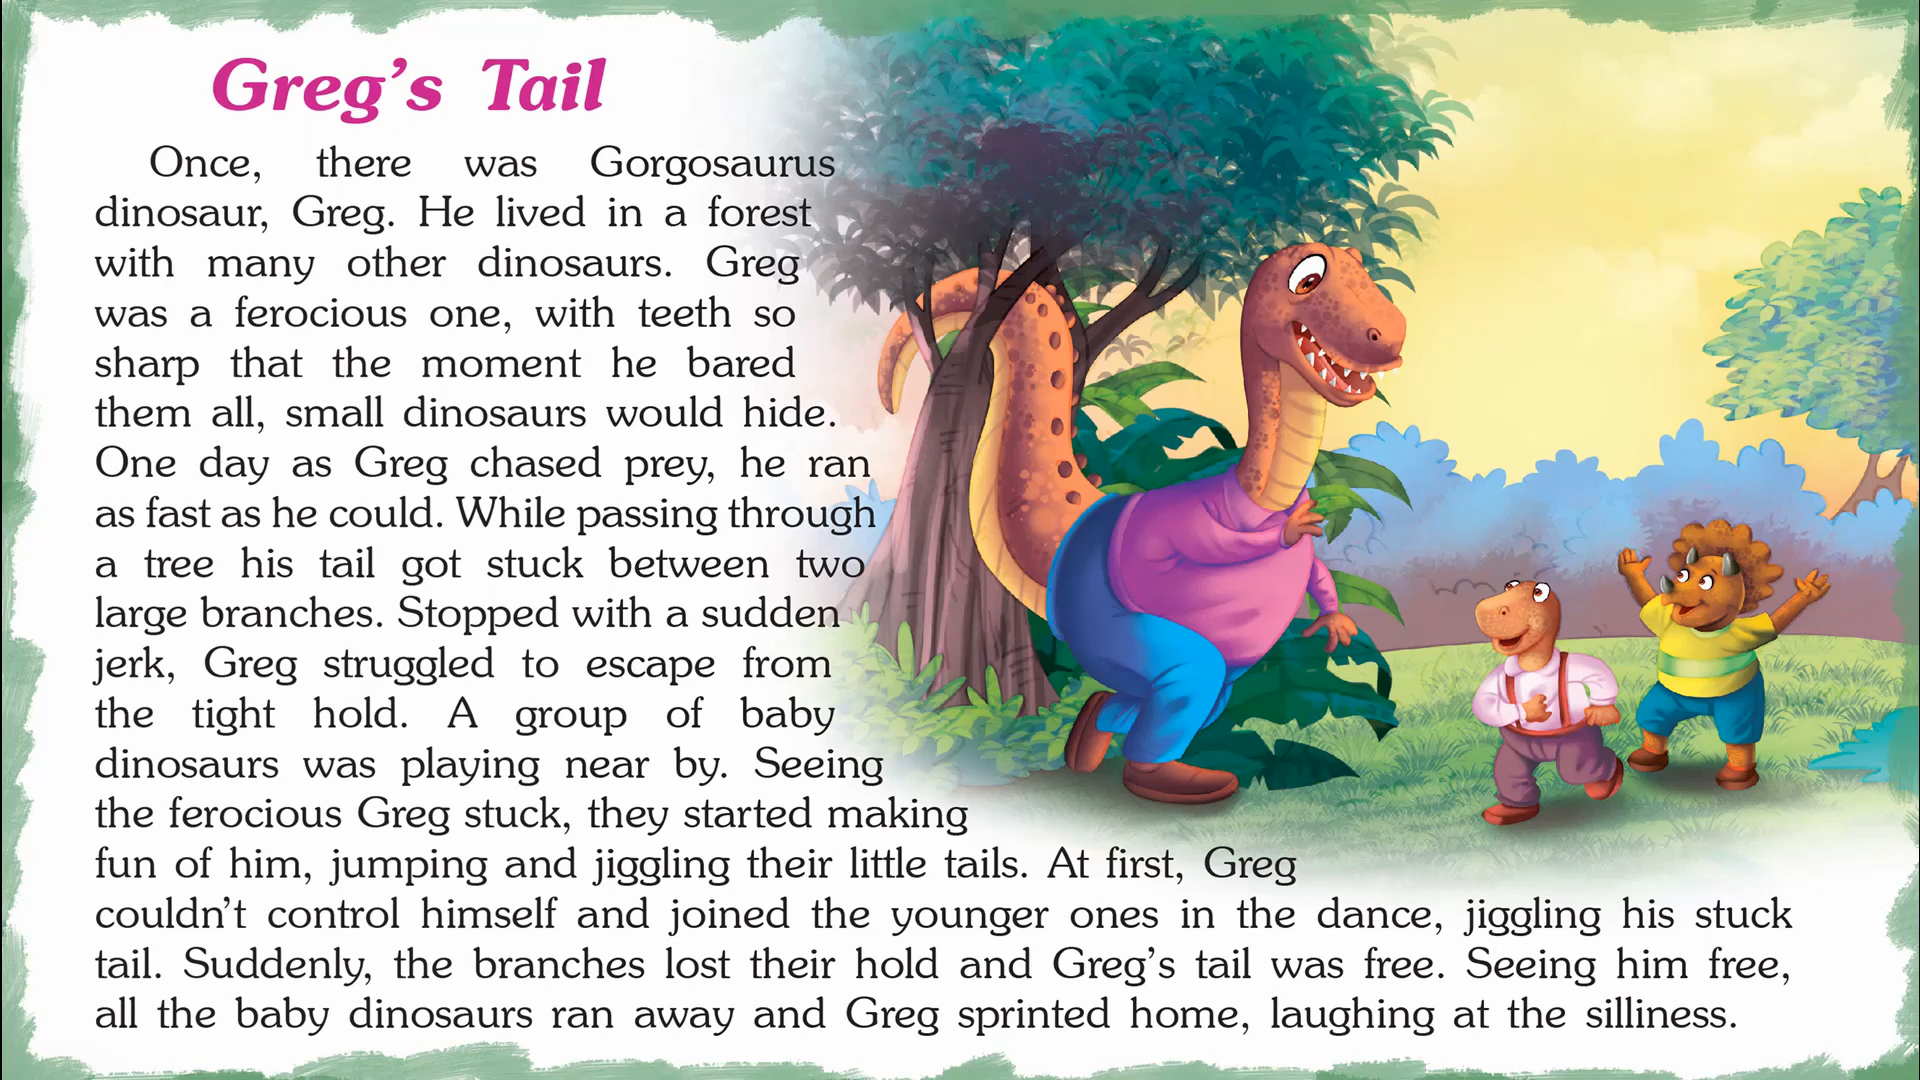 Greg's Tail
Once, there was Gorgosaurus
dinosaur, Greg. He lived in a forest
with many other dinosaurs. Greg
was a ferocious one, with teeth so
sharp that the moment he bared
them all, small dinosaurs would hide.
One day as Greg chased prey, he ran
as fast as he could. While passing through
a tree his tail got stuck between two
large branches. Stopped with a sudden
jerk, Greg struggled to escape from
the tight hold. A group of baby
dinosaurs was playing near by. Seeing
the ferocious Greg stuck, they started making
fun of him, jumping and jiggling their little tails. At first, Greg
couldn't control himself and joined the younger ones in the dance, jiggling his stuck
tail. Suddenly, the branches lost their hold and Greg's tail was free. Seeing him free,
all the baby dinosaurs ran away and Greg sprinted home, laughing at the silliness.